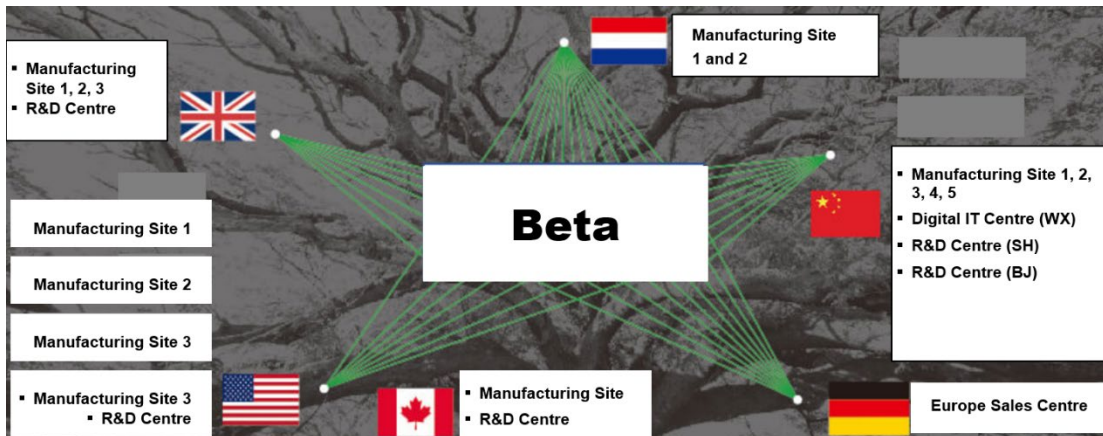 Manufacturing Site
1 and 2
▪ Manufacturing
Site 1, 2, 3
▪ R&D Centre
Beta
▪ Manufacturing Site 1, 2,
3, 4, 5
▪ Digital IT Centre (WX)
▪ R&D Centre (SH)
▪ R&D Centre (BJ)
Manufacturing Site 1
Manufacturing Site 2
Manufacturing Site 3
▪ Manufacturing Site 3
▪ R&D Centre
▪ Manufacturing Site
▪ R&D Centre
Europe Sales Centre